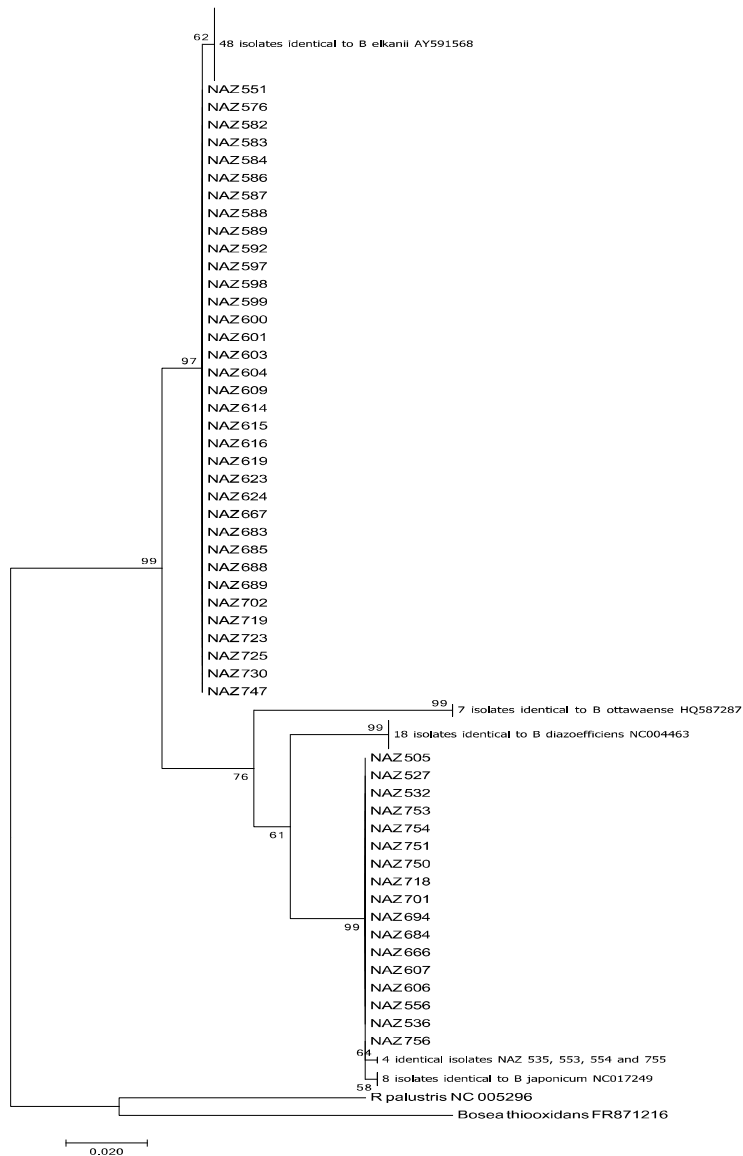 62
48 isolates identical to B elkanii AY591568
NAZ551
NAZ576
NAZ582
NAZ583
NAZ584
NAZ586
NAZ587
NAZ588
NAZ589
NAZ592
NAZ597
NAZ598
NAZ599
NAZ600
NAZ601
NAZ603
97
NAZ604
NAZ609
NAZ614
NAZ615
NAZ616
NAZ619
NAZ623
NAZ624
NAZ667
NAZ683
NAZ685
99
NAZ688
NAZ689
NAZ702
NAZ719
NAZ723
NAZ725
NAZ730
NAZ747
99
7 isolates identical to B ottawaense HQ587287
99
18 isolates identical to B diazoefficiens NC004463
NAZ505
76
NAZ527
NAZ532
NAZ753
NAZ754
61
NAZ751
NAZ750
NAZ718
NAZ701
NAZ694
99
NAZ684
NAZ666
NAZ607
NAZ606
NAZ556
NAZ536
NAZ756
64
4 identical isolates NAZ 535, 553, 554 and 755
8 isolates identical to B japonicum NC017249
58
R palustris NC 005296
Bosea thiooxidans FR871216
0.020